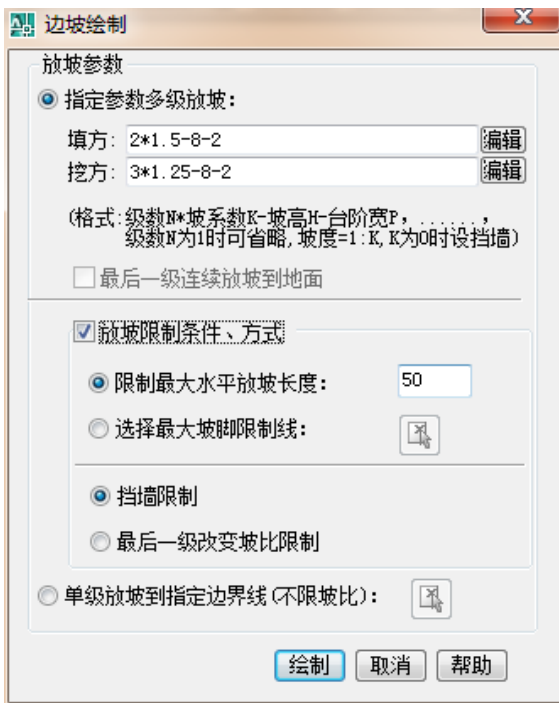 边坡绘制
放坡参数
指定参数多级放坡:
填方: 2*1.5-8-2 编辑
挖方: 3*1.25-8-2 编辑
(格式:级数N*坡系数K-坡高H-台阶宽P, ......,
级数N为1时可省略,坡度=1:K,K为0时设挡墙)
最后一级连续放坡到地面
放坡限制条件、方式
限制最大水平放坡长度: 50
选择最大坡脚限制线:
挡墙限制
最后一级改变坡比限制
单级放坡到指定边界线(不限坡比):
绘制 取消 帮助